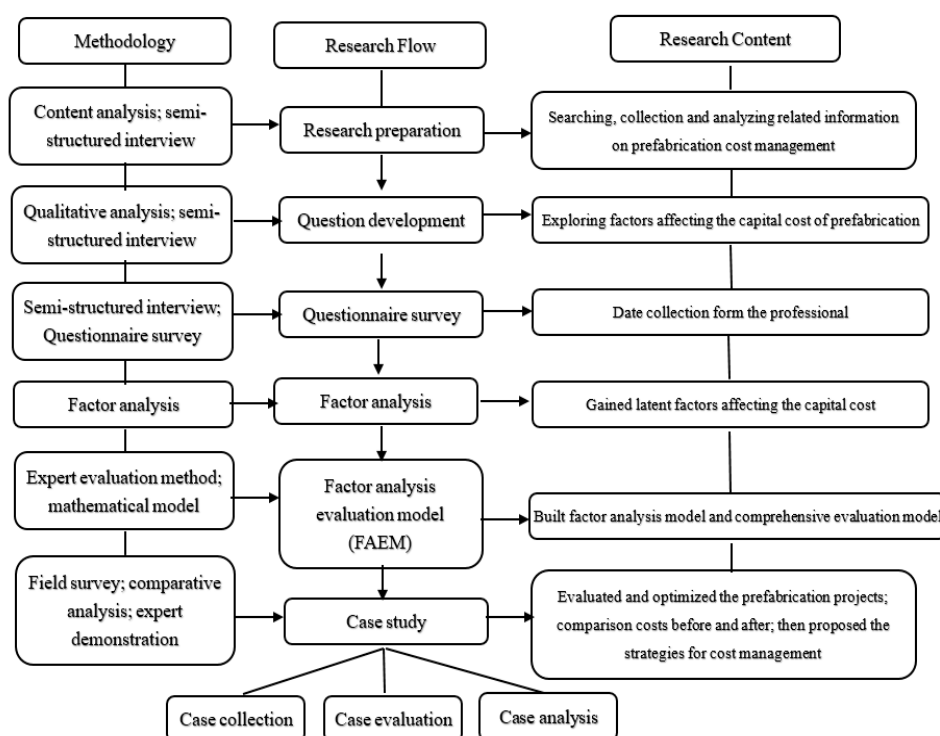 Methodology
Research Flow
Research Content
Content analysis; semi-
structured interview
Research preparation
Searching, collection and analyzing related information
on prefabrication cost management
Qualitative analysis; semi-
structured interview
Question development
Exploring factors affecting the capital cost of prefabrication
Semi-structured interview;
Questionnaire survey
Questionnaire survey
Date collection form the professional
Factor analysis
Factor analysis
Gained latent factors affecting the capital cost
Expert evaluation method;
mathematical model
Factor analysis
evaluation model
(FAEM)
Built factor analysis model and comprehensive evaluation model
Field survey; comparative
analysis; expert
demonstration
Case study
Evaluated and optimized the prefabrication projects;
comparison costs before and after; then proposed the
strategies for cost management
Case collection
Case evaluation
Case analysis